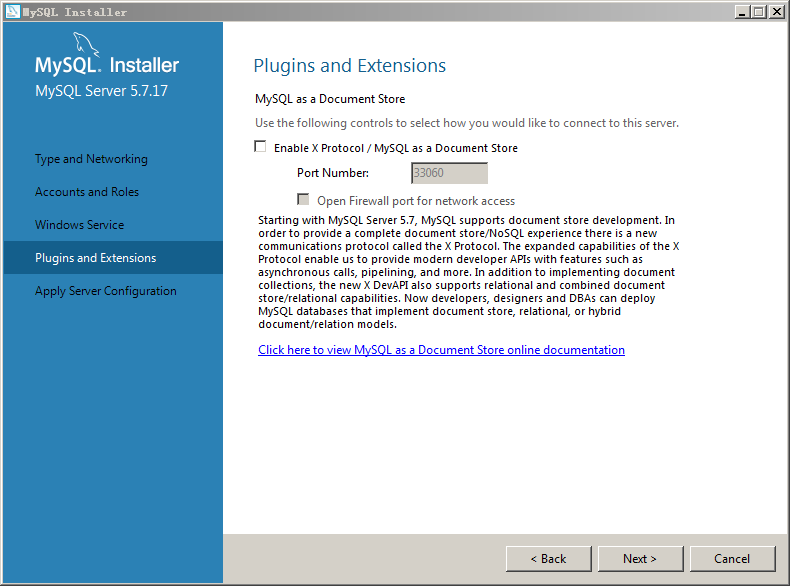 MySQL Installer
MySQL. Installer
MySQL Server 5.7.17
Type and Networking
Accounts and Roles
Windows Service
Plugins and Extensions
Apply Server Configuration
Plugins and Extensions
MySQL as a Document Store
Use the following controls to select how you would like to connect to this server.
Enable X Protocol / MySQL as a Document Store
Port Number: 33060
Open Firewall port for network access
Starting with MySQL Server 5.7, MySQL supports document store development. In
order to provide a complete document store/NoSQL experience there is a new
communications protocol called the X Protocol. The expanded capabilities of the X
Protocol enable us to provide modern developer APIs with features such as
asynchronous calls, pipelining, and more. In addition to implementing document
collections, the new X DevAPI also supports relational and combined document
store/relational capabilities. Now developers, designers and DBAs can deploy
MySQL databases that implement document store, relational, or hybrid
document/relation models.
Click here to view MySQL as a Document Store online documentation
< Back
Next >
Cancel